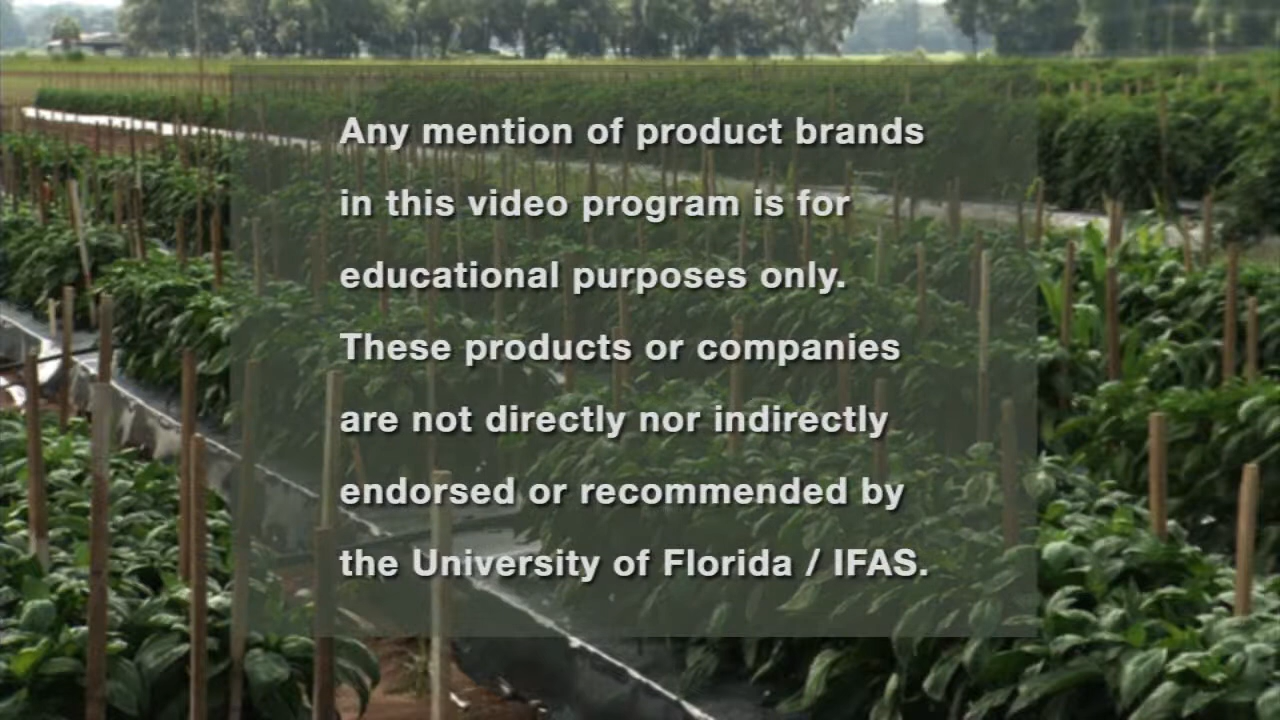 Any mention of product brands
in this video program is for
educational purposes only.
These products or companies
are not directly nor indirectly
endorsed or recommended by
the University of Florida / IFAS.